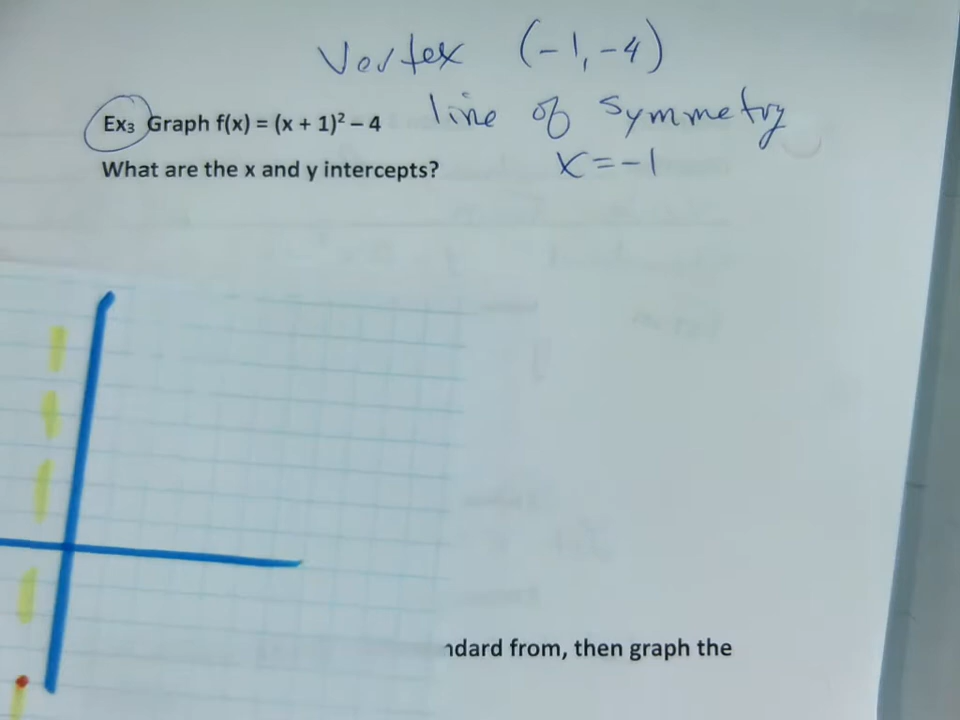 Vertex (-1, -4)
Ex3 Graph f(x) = (x + 1)² – 4
line of symmetry
What are the x and y intercepts?
x = -1
ndard from, then graph the